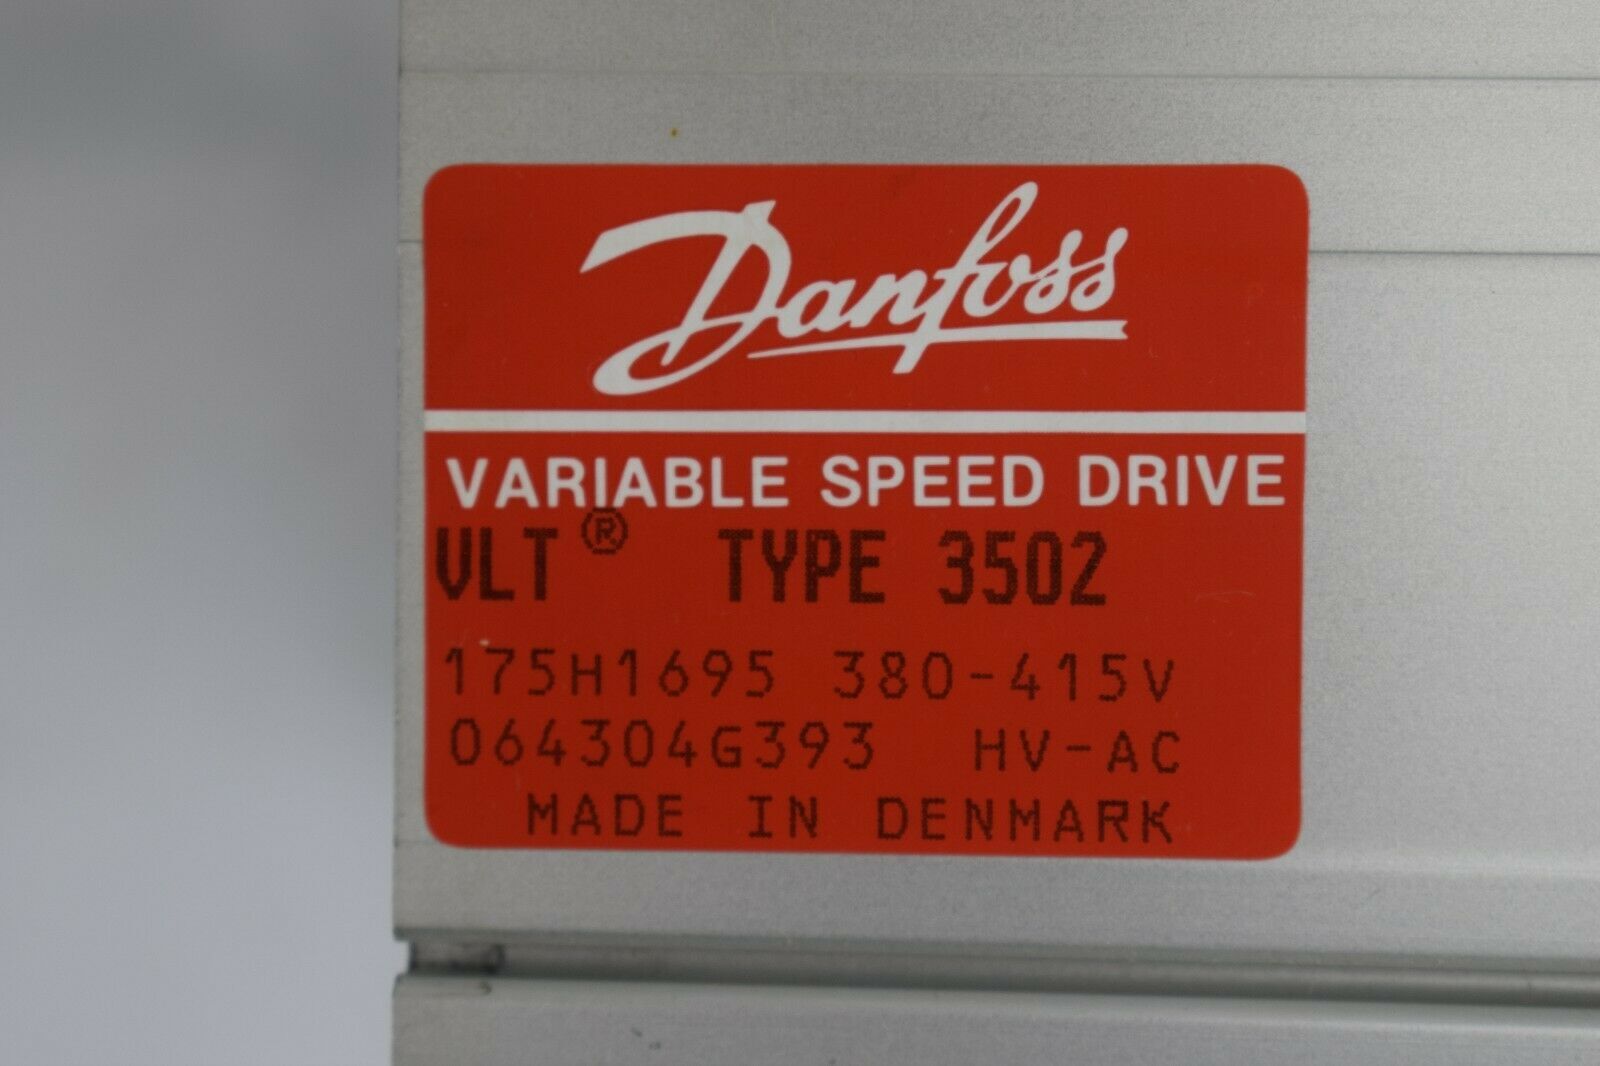 Danfoss
VARIABLE SPEED DRIVE
VLT® TYPE 3502
175H1695 380-415V
064304G393 HV-AC
MADE IN DENMARK